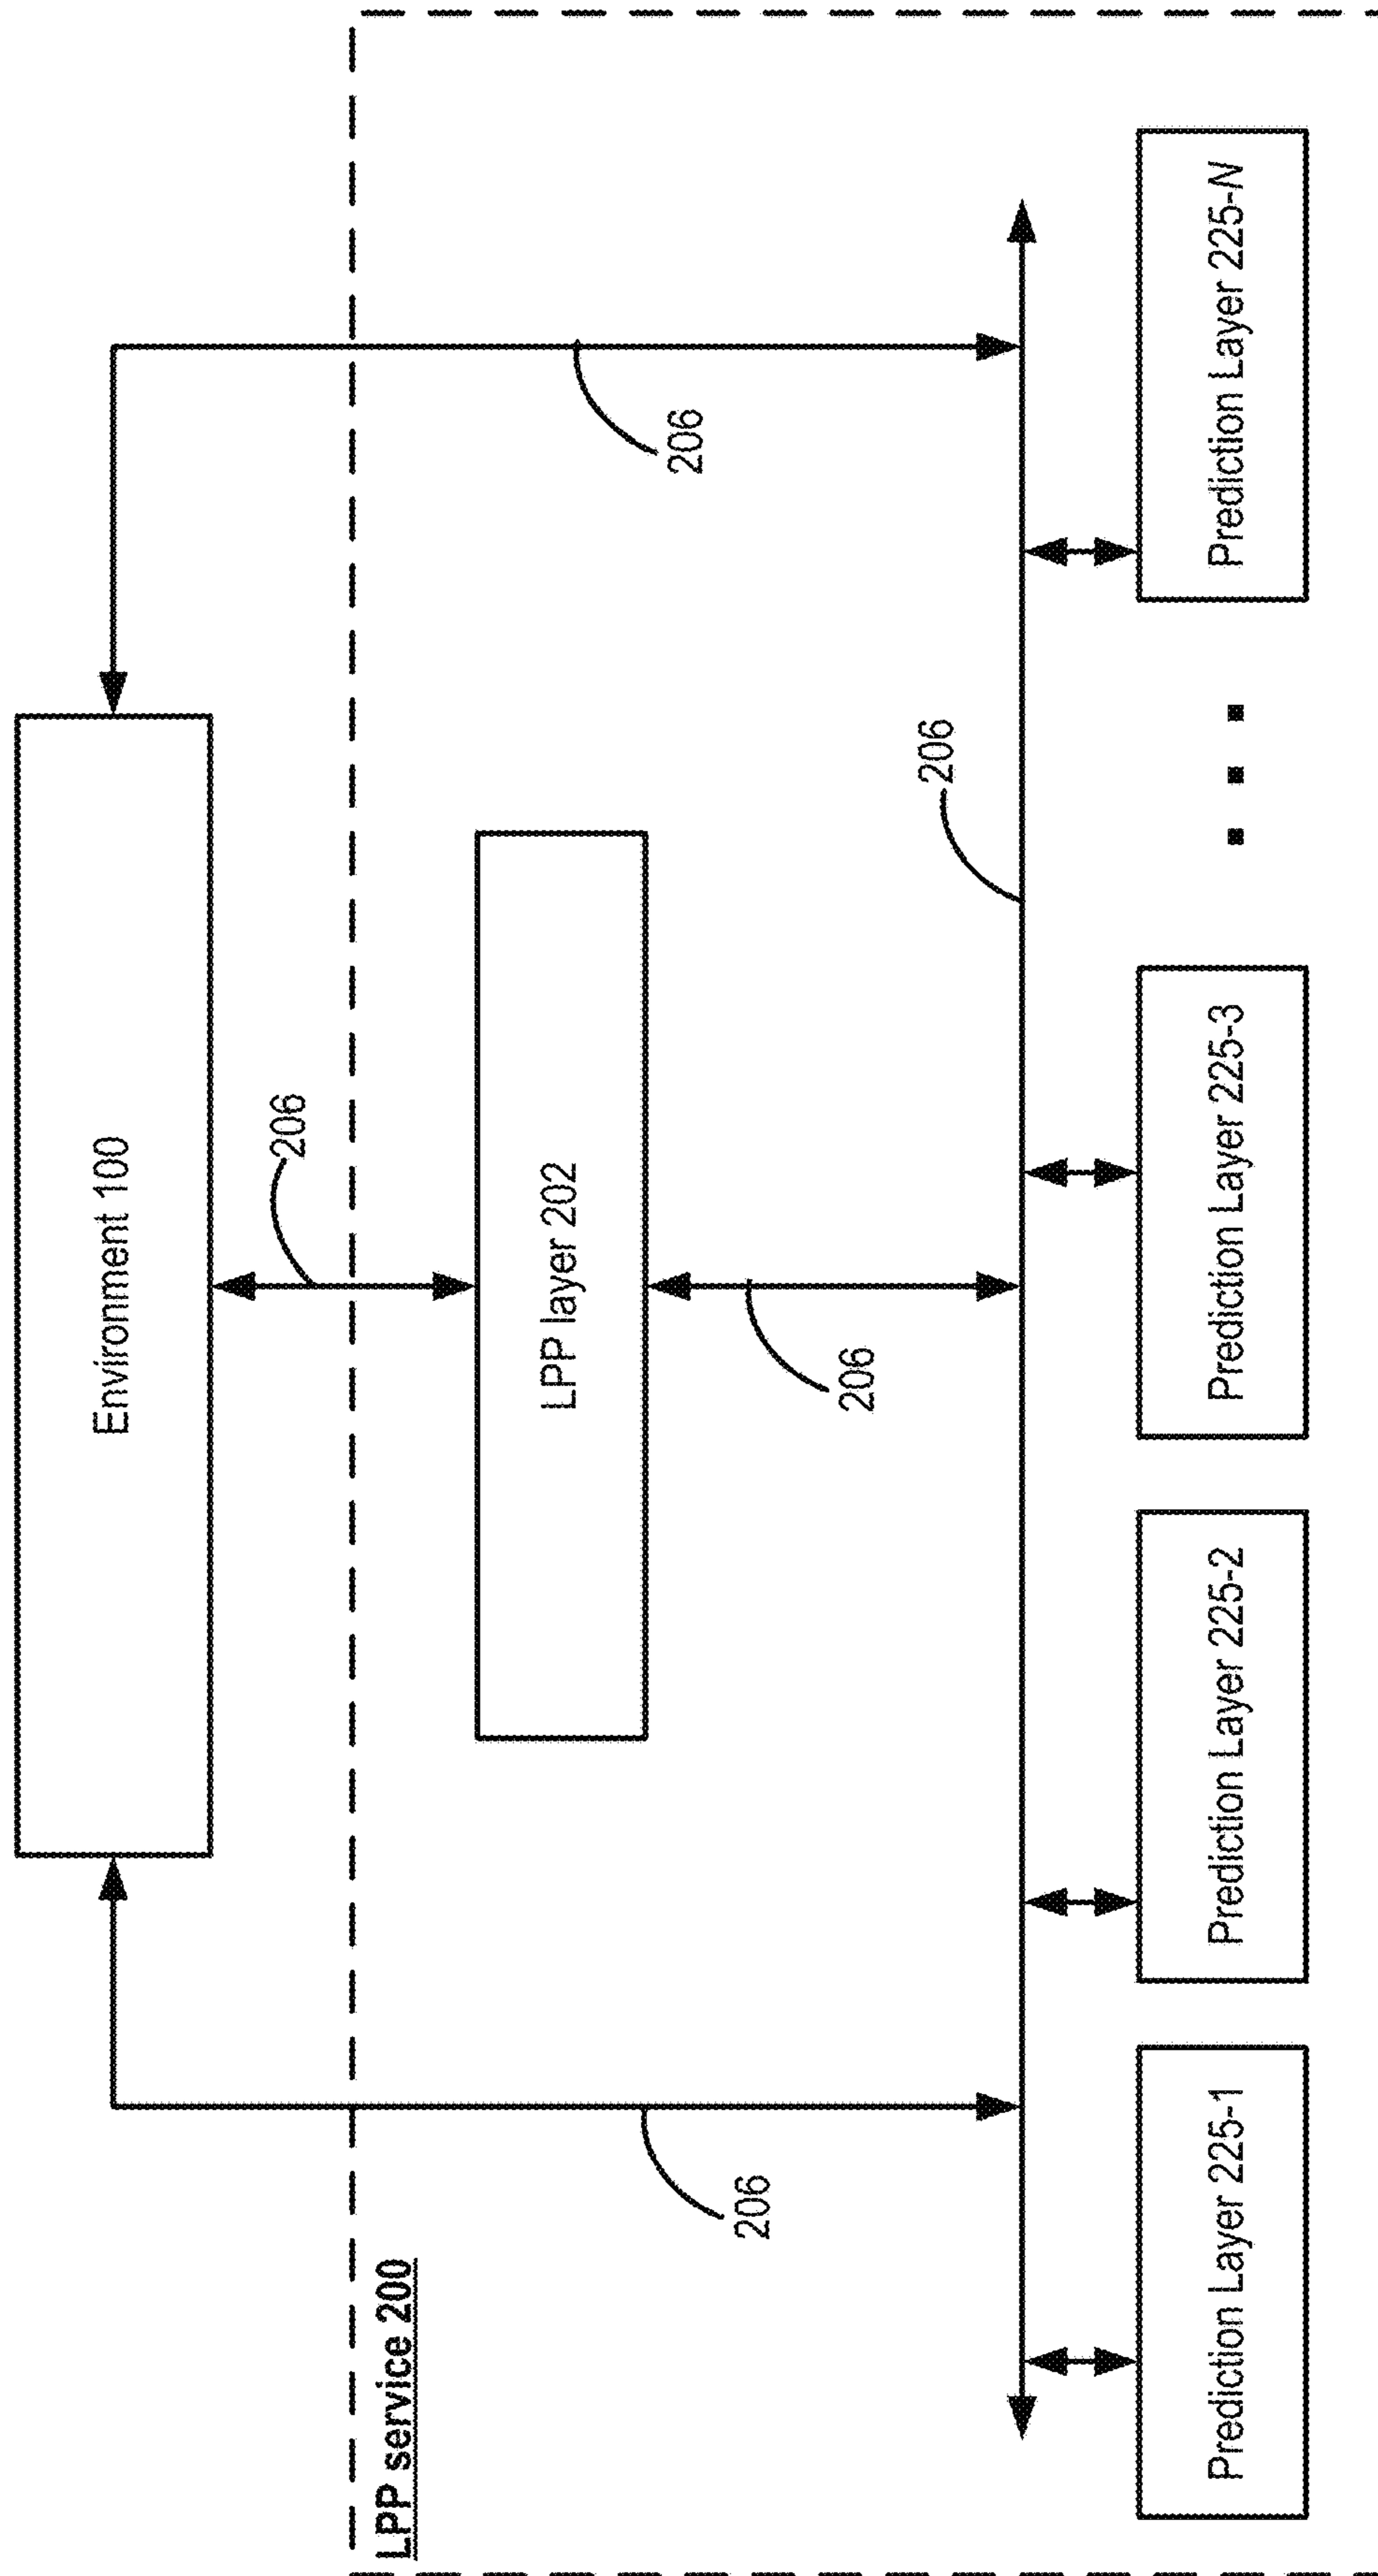 Environment 100
206
LPP service 200
LPP layer 202
206
206
206
206
Prediction Layer 225-1
Prediction Layer 225-2
Prediction Layer 225-3
Prediction Layer 225-N